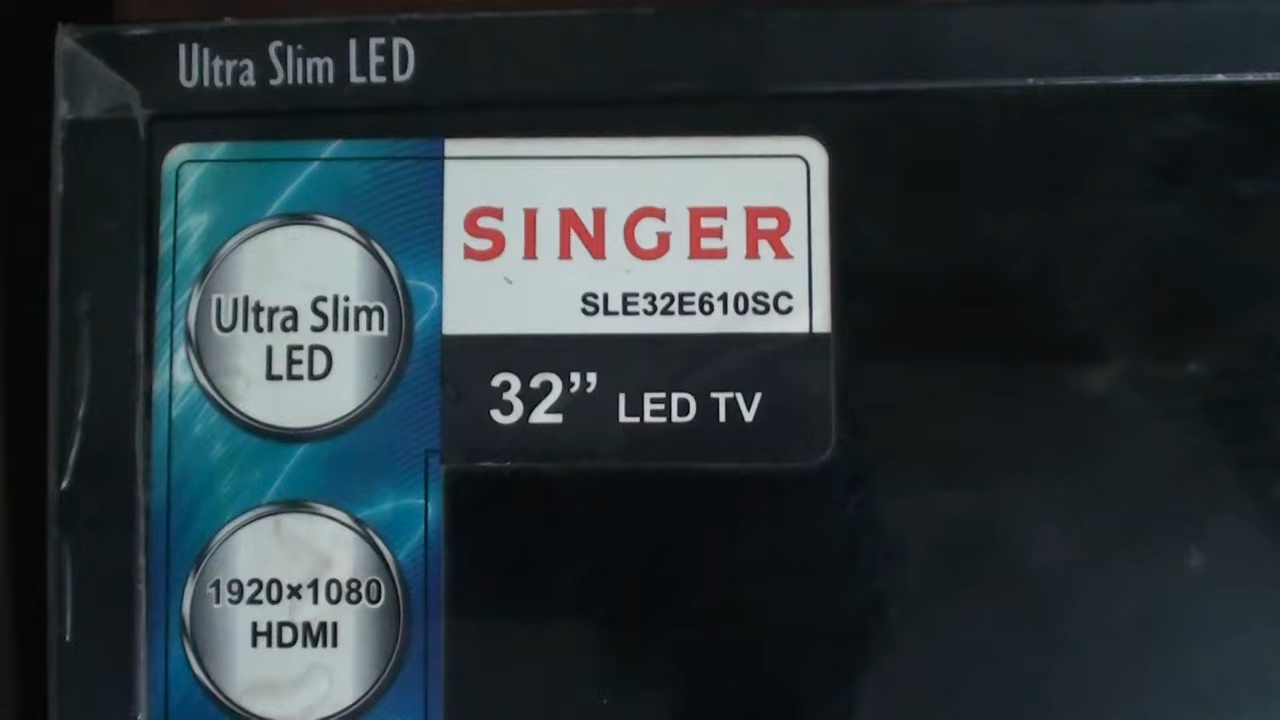 Ultra Slim LED
SINGER
SLE32E610SC
32” LED TV
Ultra Slim
LED
1920×1080
HDMI